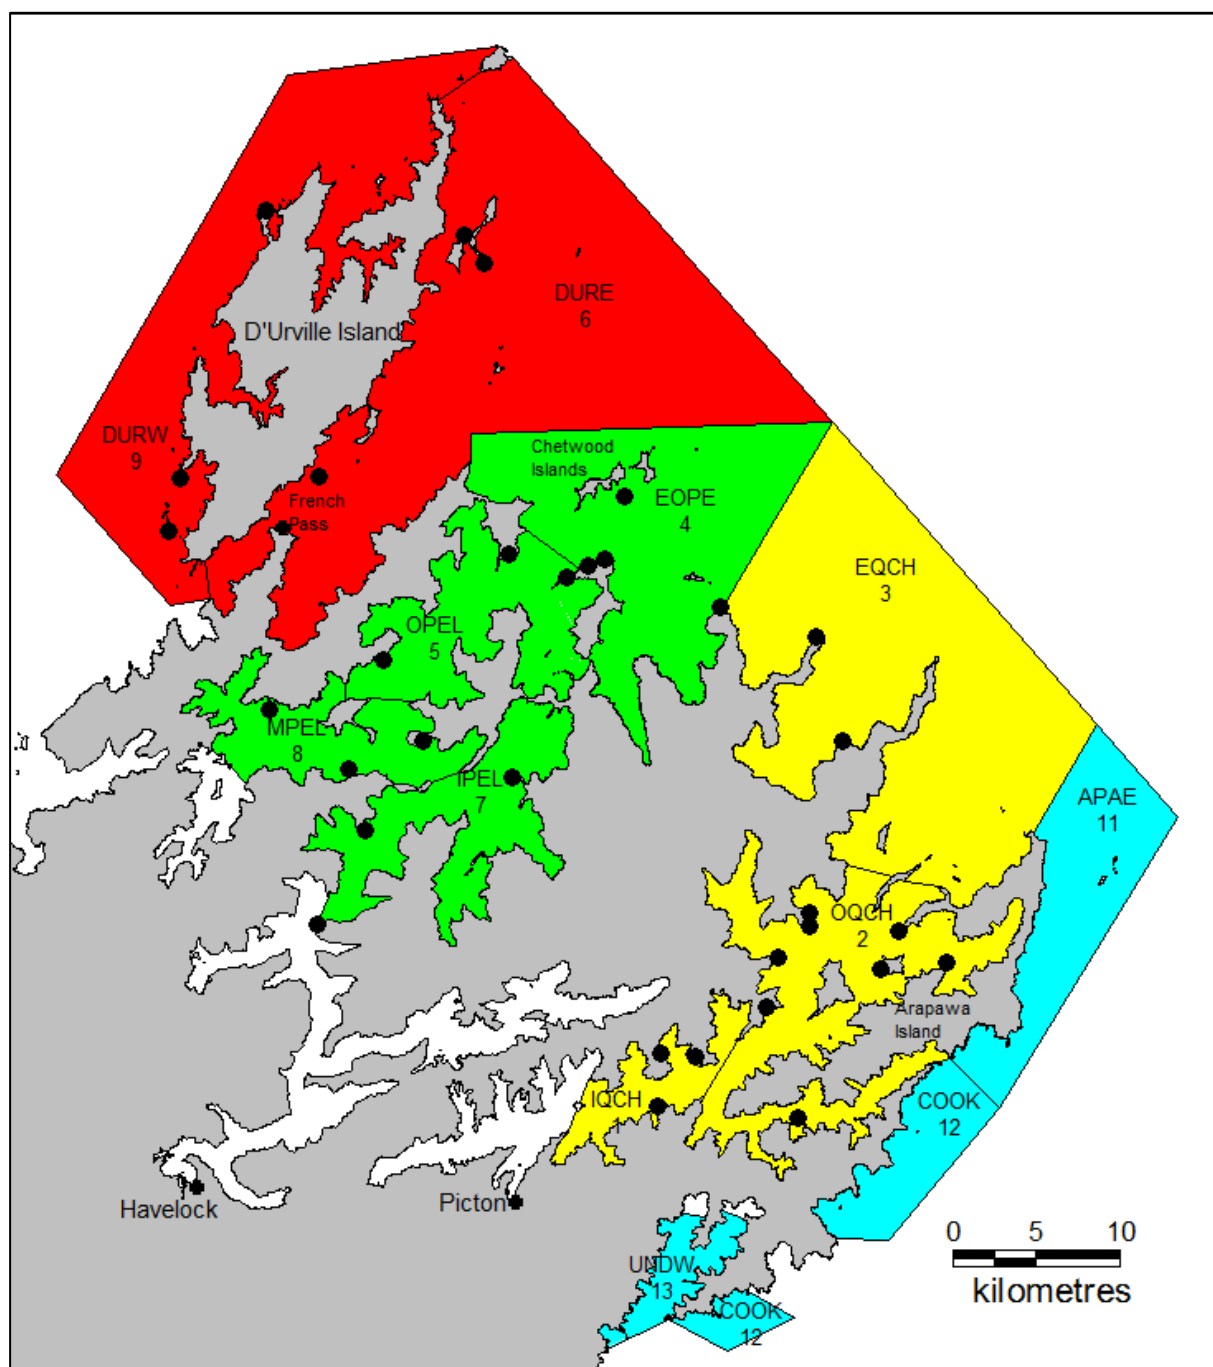 DURE
6
D'Urville Island
DURW
9
Chetwood
Islands
EOPE
4
French
Pass
EQCH
3
OPEL
5
MPEL
8
IPEL
7
APAE
11
OQCH
2
Arapawa
Island
IQCH
1
COOK
12
Havelock
Picton
0 5 10
kilometres
UNDW
13
COOK
12